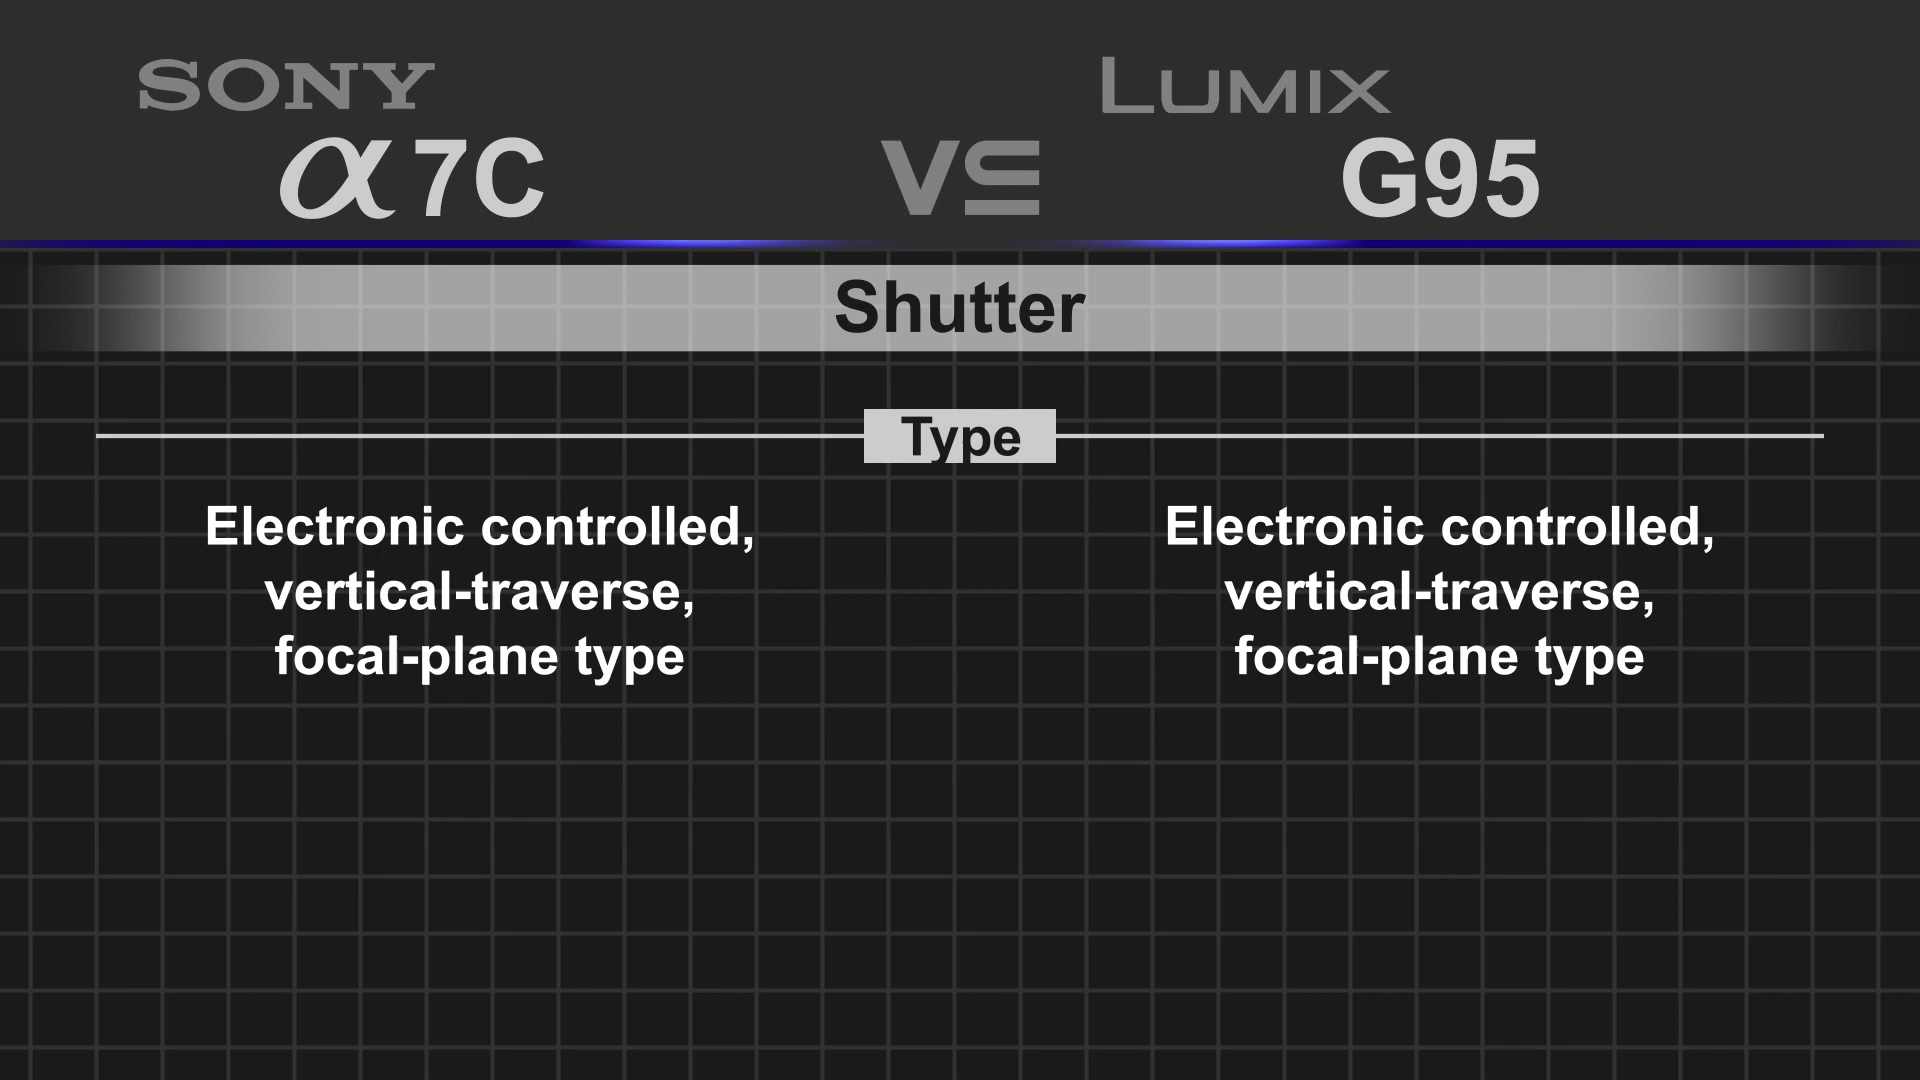 SONY
α7C
VS
LUMIX
G95
Shutter
Type
Electronic controlled,
vertical-traverse,
focal-plane type
Electronic controlled,
vertical-traverse,
focal-plane type